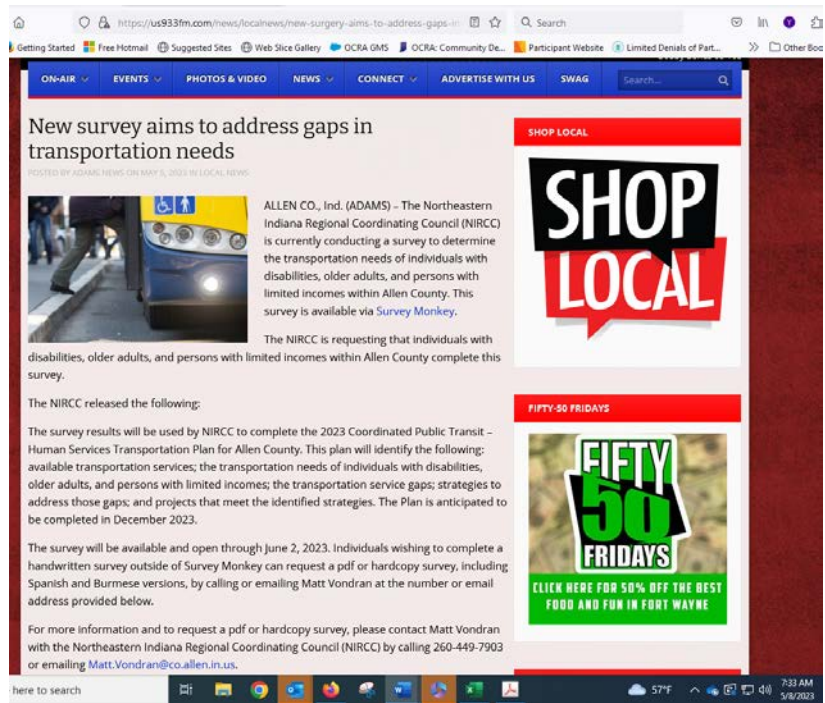 https://us933fm.com/news/localnews/new-surgery-aims-to-address-gaps-in
Search
Getting Started
Free Hotmail
Suggested Sites
Web Slice Gallery
OCRA GMS
OCRA: Community De...
Participant Website
Limited Denials of Part...
Other Boo
ON-AIR
EVENTS
PHOTOS & VIDEO
NEWS
CONNECT
ADVERTISE WITH US
SWAG
Search...
New survey aims to address gaps in
transportation needs
POSTED BY ADAMS NEWS ON MAY 5, 2023 IN LOCAL NEWS
ALLEN CO., Ind. (ADAMS) – The Northeastern
Indiana Regional Coordinating Council (NIRCC)
is currently conducting a survey to determine
the transportation needs of individuals with
disabilities, older adults, and persons with
limited incomes within Allen County. This
survey is available via Survey Monkey.
The NIRCC is requesting that individuals with
disabilities, older adults, and persons with limited incomes within Allen County complete this
survey.
The NIRCC released the following:
The survey results will be used by NIRCC to complete the 2023 Coordinated Public Transit –
Human Services Transportation Plan for Allen County. This plan will identify the following:
available transportation services; the transportation needs of individuals with disabilities,
older adults, and persons with limited incomes; the transportation service gaps; strategies to
address those gaps; and projects that meet the identified strategies. The Plan is anticipated to
be completed in December 2023.
The survey will be available and open through June 2, 2023. Individuals wishing to complete a
handwritten survey outside of Survey Monkey can request a pdf or hardcopy survey, including
Spanish and Burmese versions, by calling or emailing Matt Vondran at the number or email
address provided below.
For more information and to request a pdf or hardcopy survey, please contact Matt Vondran
with the Northeastern Indiana Regional Coordinating Council (NIRCC) by calling 260-449-7903
or emailing Matt.Vondran@co.allen.in.us.
SHOP LOCAL
SHOP
LOCAL
FIFTY-50 FRIDAYS
FIFTY
50
FRIDAYS
CLICK HERE FOR 50% OFF THE BEST
FOOD AND FUN IN FORT WAYNE
here to search
57°F
7:33 AM
5/8/2023